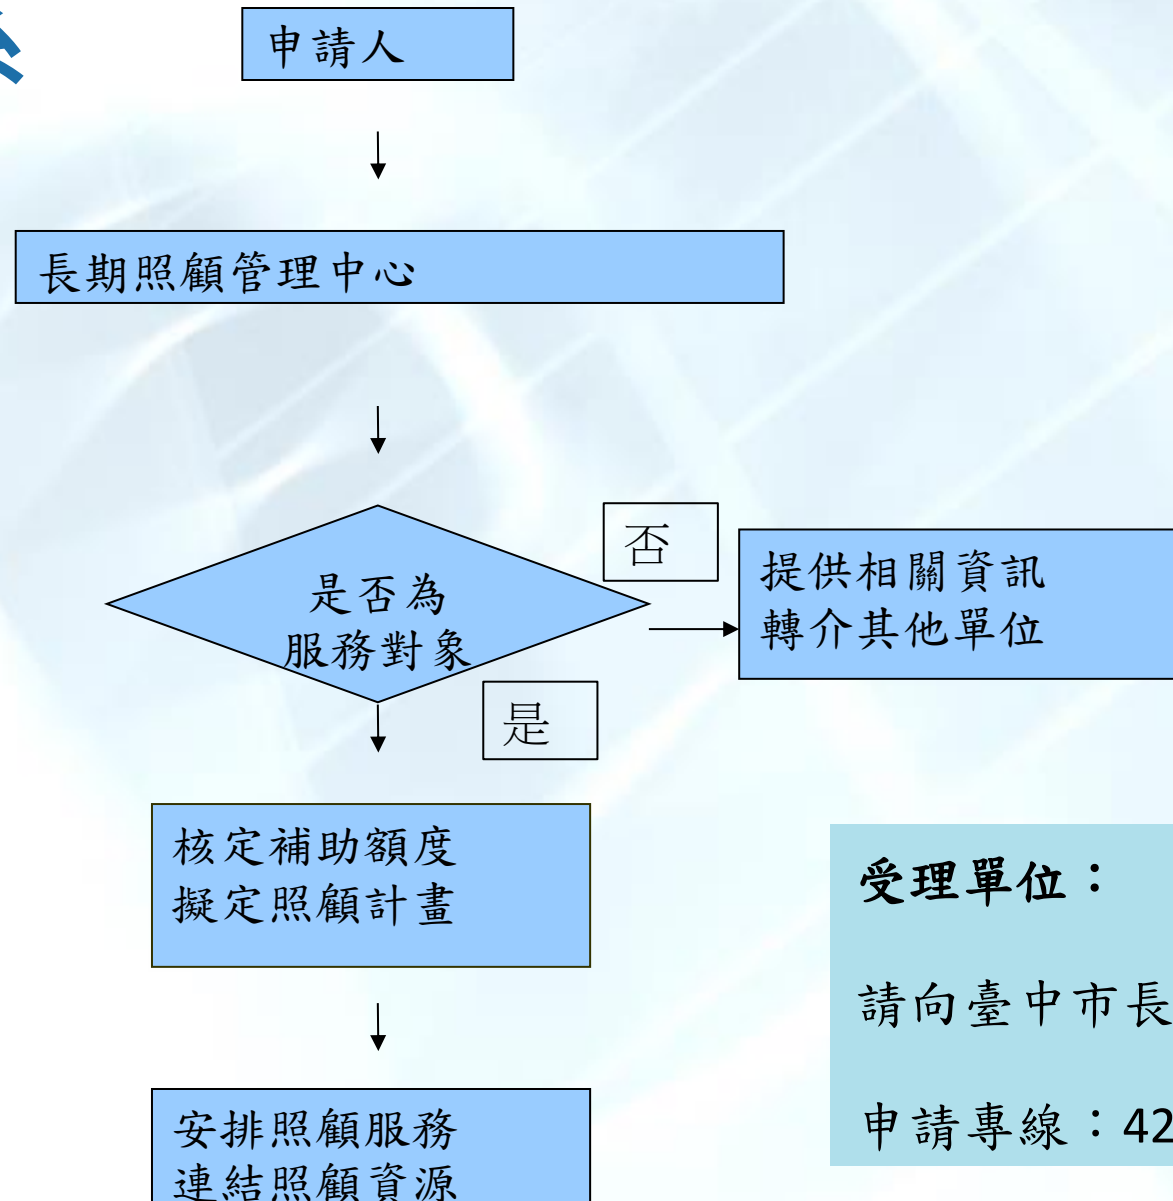 申請人
長期照顧管理中心
是否為
服務對象
否
提供相關資訊
轉介其他單位
是
核定補助額度
擬定照顧計畫
受理單位：
請向臺中市長
申請專線：42
安排照顧服務
連結照顧資源